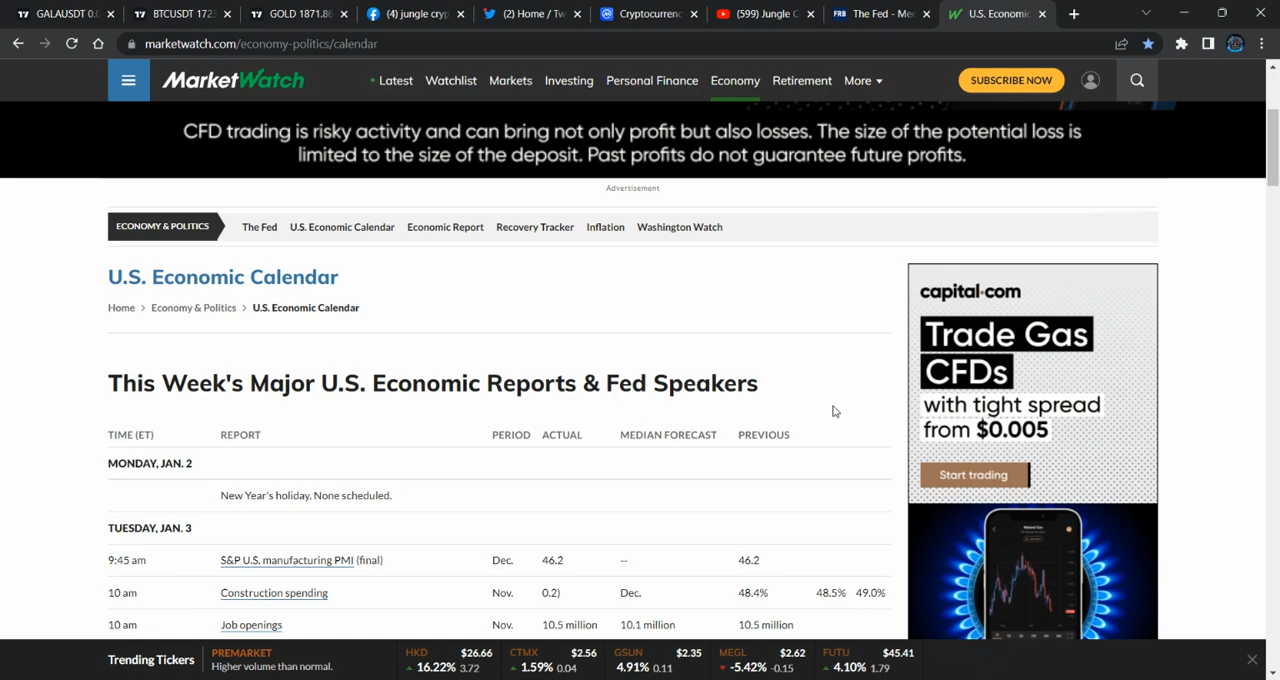 GALAUSDT 0.
BTCUSDT 172
GOLD 1871.8
(4) jungle cryp
(2) Home / Tw
Cryptocurrenc
(599) Jungle C
FRB The Fed - Mee
U.S. Economic
marketwatch.com/economy-politics/calendar
MarketWatch
Latest Watchlist Markets Investing Personal Finance Economy Retirement More
SUBSCRIBE NOW
CFD trading is risky activity and can bring not only profit but also losses. The size of the potential loss is
limited to the size of the deposit. Past profits do not guarantee future profits.
Advertisement
ECONOMY & POLITICS The Fed U.S. Economic Calendar Economic Report Recovery Tracker Inflation Washington Watch
U.S. Economic Calendar
Home > Economy & Politics > U.S. Economic Calendar
This Week's Major U.S. Economic Reports & Fed Speakers
TIME (ET) REPORT PERIOD ACTUAL MEDIAN FORECAST PREVIOUS
MONDAY, JAN. 2
New Year's holiday. None scheduled.
TUESDAY, JAN. 3
9:45 am S&P U.S. manufacturing PMI (final) Dec. 46.2 -- 46.2
10 am Construction spending Nov. 0.2) Dec. 48.4% 48.5% 49.0%
10 am Job openings Nov. 10.5 million 10.1 million 10.5 million
capital.com
Trade Gas
CFDs
with tight spread
from $0.005
Start trading
Trending Tickers
PREMARKET
Higher volume than normal.
HKD $26.66
16.22% 3.72
CTMX $2.56
1.59% 0.04
GSUN $2.35
4.91% 0.11
MEGL $2.62
-5.42% -0.15
FUTU $45.41
4.10% 1.79